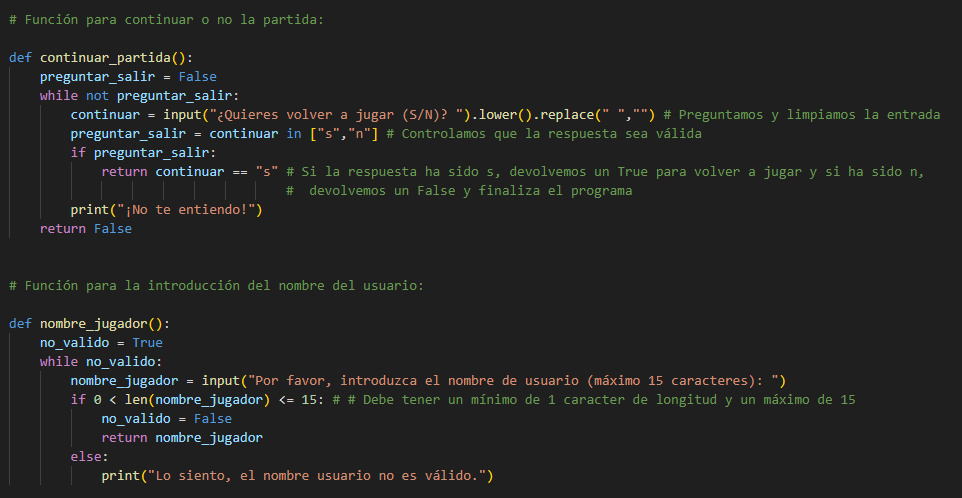 # Función para continuar o no la partida:
def continuar_partida():
    preguntar_salir = False
    while not preguntar_salir:
        continuar = input("¿Quieres volver a jugar (S/N)? ").lower().replace(" ","") # Preguntamos y limpiamos la entrada
        preguntar_salir = continuar in ["s","n"] # Controlamos que la respuesta sea válida
        if preguntar_salir:
            return continuar == "s" # Si la respuesta ha sido s, devolvemos un True para volver a jugar y si ha sido n,
                                    #  devolvemos un False y finaliza el programa
        print("¡No te entiendo!")
    return False
# Función para la introducción del nombre del usuario:
def nombre_jugador():
    no_valido = True
    while no_valido:
        nombre_jugador = input("Por favor, introduzca el nombre de usuario (máximo 15 caracteres): ")
        if 0 < len(nombre_jugador) <= 15: # # Debe tener un mínimo de 1 caracter de longitud y un máximo de 15
            no_valido = False
            return nombre_jugador
        else:
            print("Lo siento, el nombre usuario no es válido.")